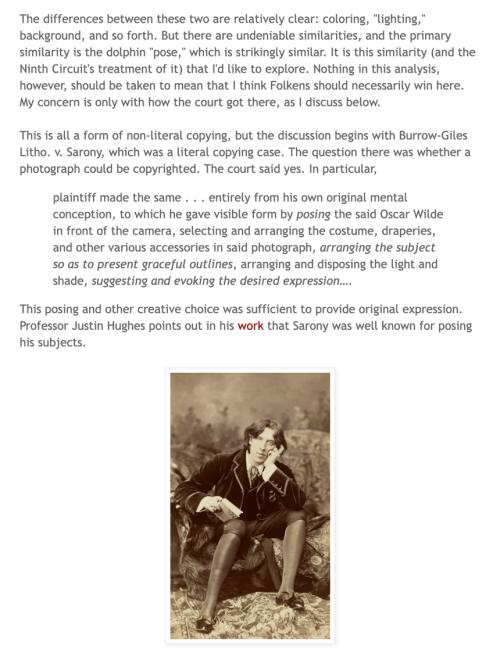 The differences between these two are relatively clear: coloring, "lighting,"
background, and so forth. But there are undeniable similarities, and the primary
similarity is the dolphin "pose," which is strikingly similar. It is this similarity (and the
Ninth Circuit's treatment of it) that I'd like to explore. Nothing in this analysis,
however, should be taken to mean that I think Folkens should necessarily win here.
My concern is only with how the court got there, as I discuss below.
This is all a form of non-literal copying, but the discussion begins with Burrow-Giles
Litho. v. Sarony, which was a literal copying case. The question there was whether a
photograph could be copyrighted. The court said yes. In particular,
plaintiff made the same . . . entirely from his own original mental
conception, to which he gave visible form by posing the said Oscar Wilde
in front of the camera, selecting and arranging the costume, draperies,
and other various accessories in said photograph, arranging the subject
so as to present graceful outlines, arranging and disposing the light and
shade, suggesting and evoking the desired expression....
This posing and other creative choice was sufficient to provide original expression.
Professor Justin Hughes points out in his work that Sarony was well known for posing
his subjects.